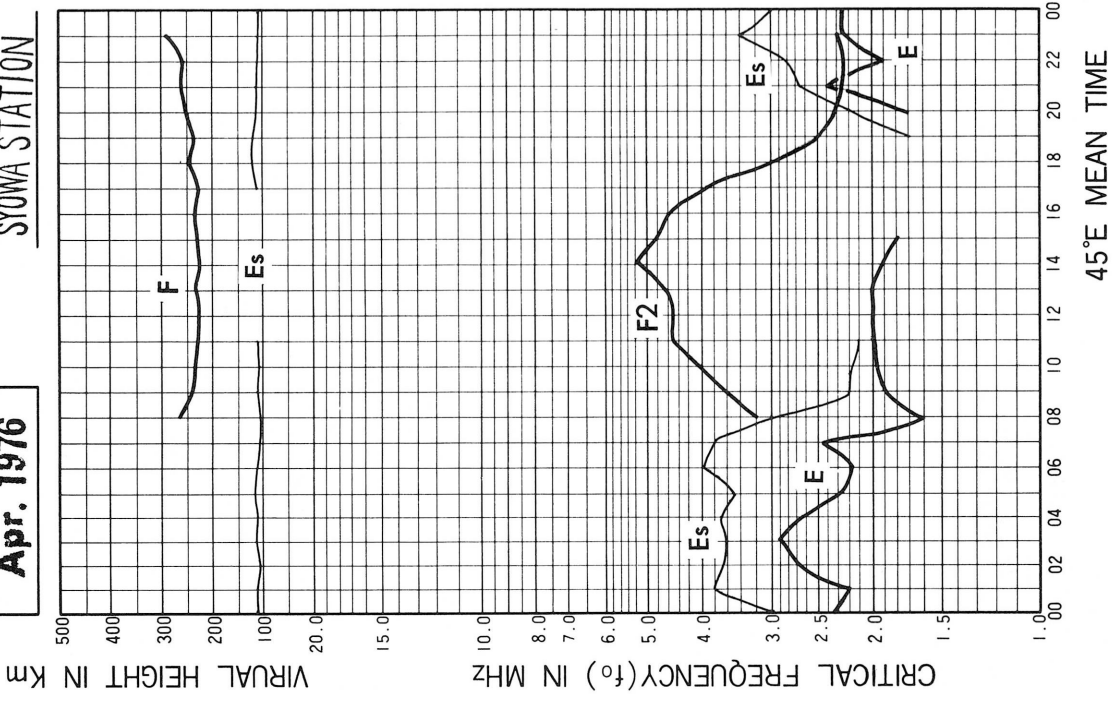 Apr. 1976
SYOWA STATION
VIRUAL HEIGHT IN Km
500
400
300
200
100
F
Es
CRITICAL FREQUENCY(fo) IN MHz
20.0
15.0
10.0
8.0
7.0
6.0
5.0
4.0
3.0
2.5
2.0
1.5
1.0
Es
E
F2
Es
E
00 02 04 06 08 10 12 14 16 18 20 22 00
45°E MEAN TIME